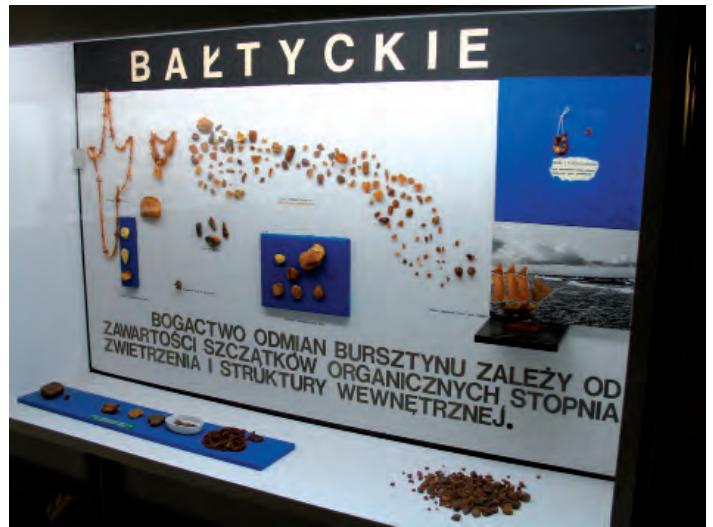 BAŁTYCKIE
BOGACTWO ODMIAN BURSZTYNU ZALEŻY OD
ZAWARTOŚCI SZCZĄTKÓW ORGANICZNYCH STOPNIA
ZWIETRZENIA I STRUKTURY WEWNĘTRZNEJ.